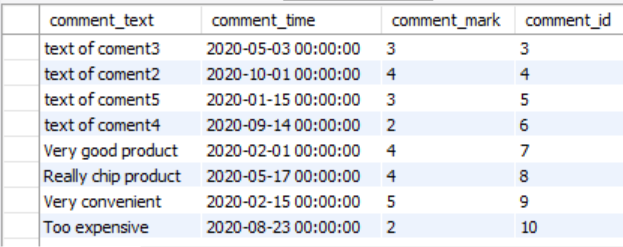 comment_text comment_time comment_mark comment_id
text of coment3 2020-05-03 00:00:00 3 3
text of coment2 2020-10-01 00:00:00 4 4
text of coment5 2020-01-15 00:00:00 3 5
text of coment4 2020-09-14 00:00:00 2 6
Very good product 2020-02-01 00:00:00 4 7
Really chip product 2020-05-17 00:00:00 4 8
Very convenient 2020-02-15 00:00:00 5 9
Too expensive 2020-08-23 00:00:00 2 10